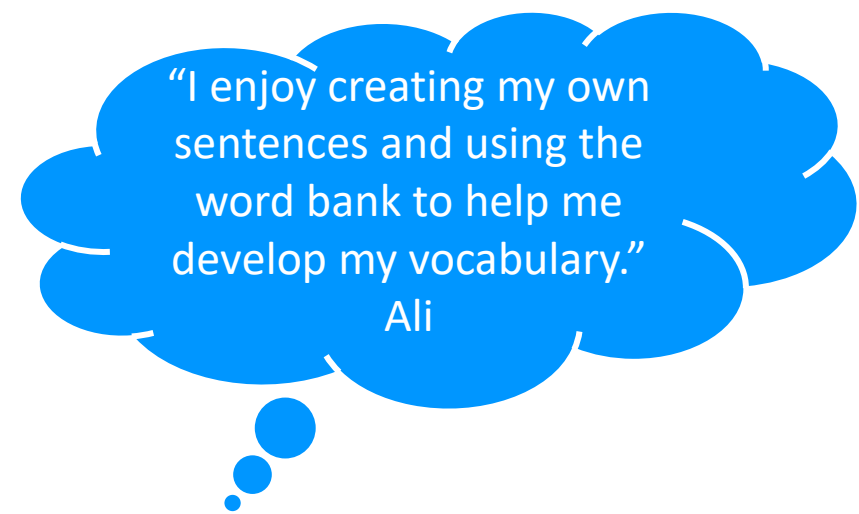 “I enjoy creating my own
sentences and using the
word bank to help me
develop my vocabulary.”
Ali